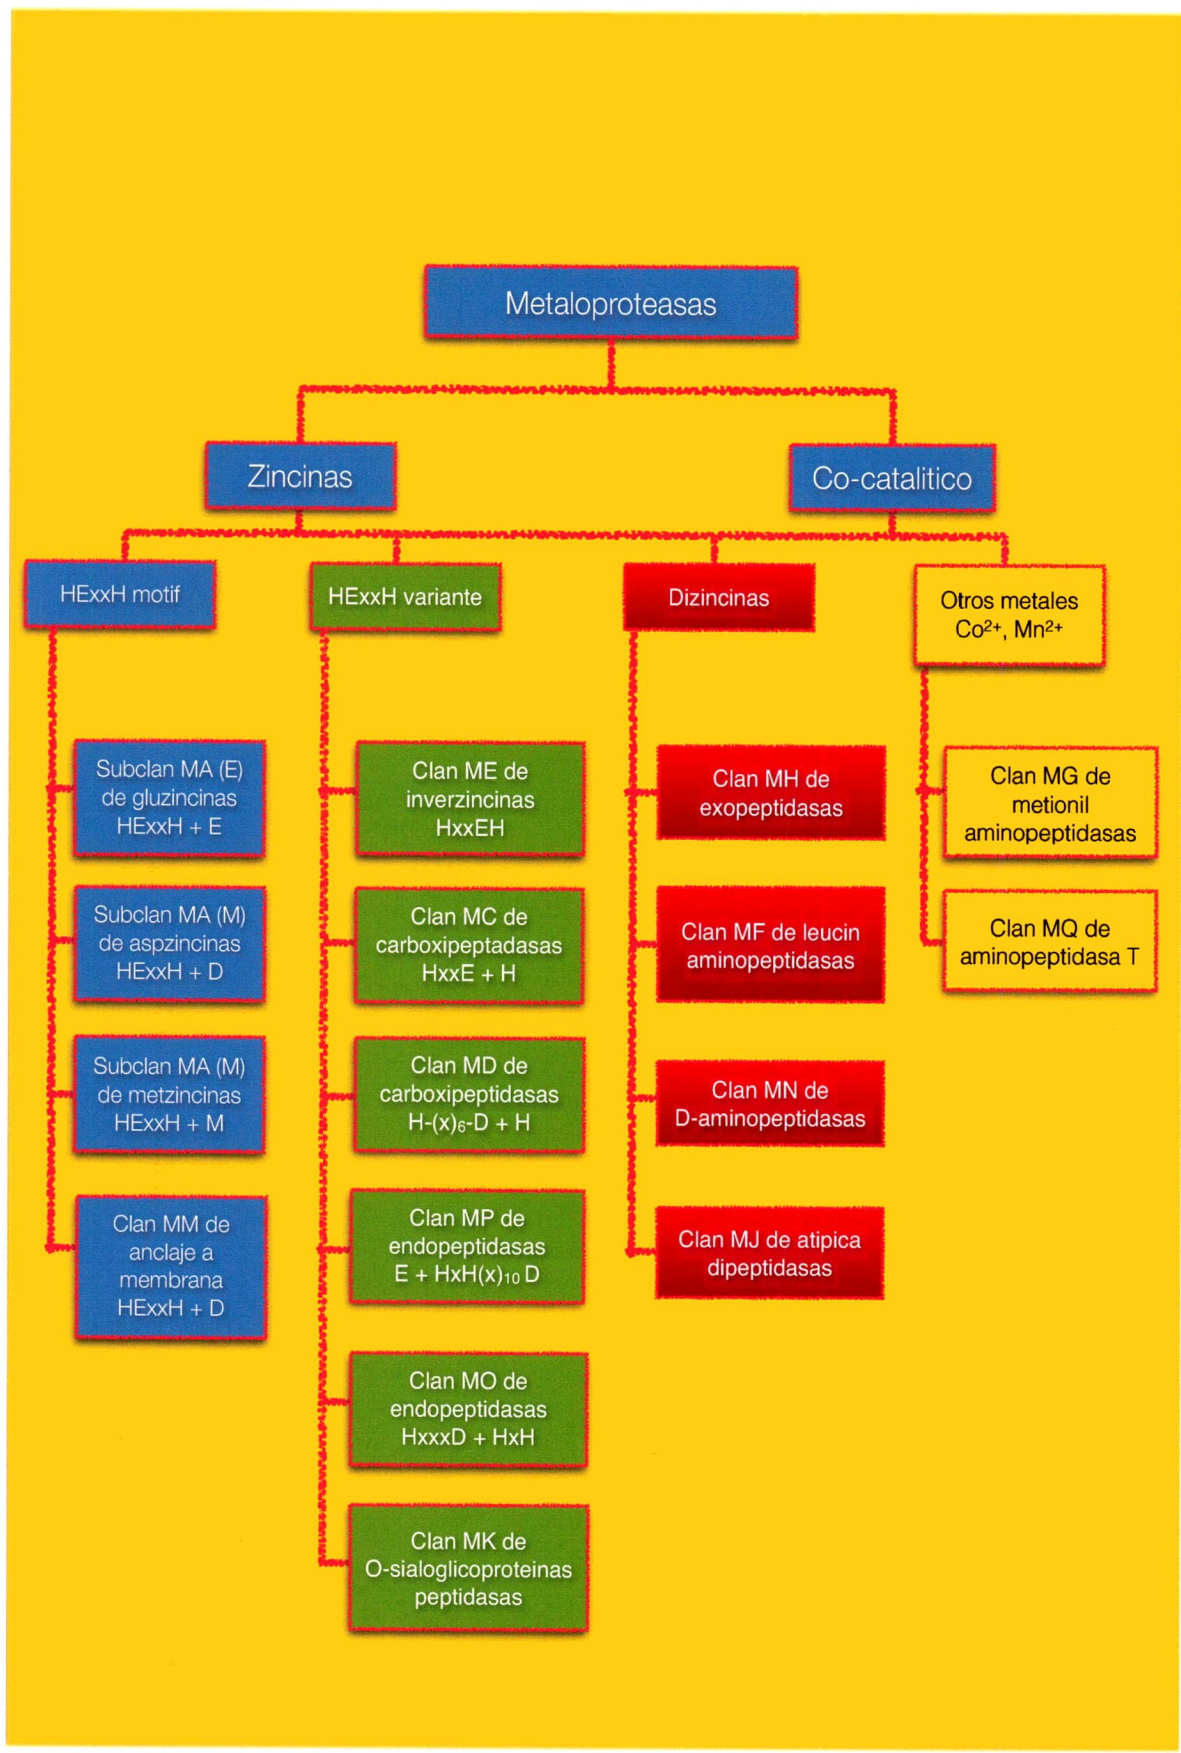 Metaloproteasas
Zincinas
Co-catalitico
HExxH motif
HExxH variante
Dizincinas
Otros metales
Co²⁺, Mn²⁺
Subclan MA (E)
de gluzincinas
HExxH + E
Subclan MA (M)
de aspzincinas
HExxH + D
Subclan MA (M)
de metzincinas
HExxH + M
Clan MM de
anclaje a
membrana
HExxH + D
Clan ME de
inverzincinas
HxxEH
Clan MC de
carboxipeptadasas
HxxE + H
Clan MD de
carboxipeptidasas
H-(x)₆-D + H
Clan MP de
endopeptidasas
E + HxH(x)₁₀ D
Clan MO de
endopeptidasas
HxxxD + HxH
Clan MK de
O-sialoglicoproteinas
peptidasas
Clan MH de
exopeptidasas
Clan MF de leucin
aminopeptidasas
Clan MN de
D-aminopeptidasas
Clan MJ de atipica
dipeptidasas
Clan MG de
metionil
aminopeptidasas
Clan MQ de
aminopeptidasa T